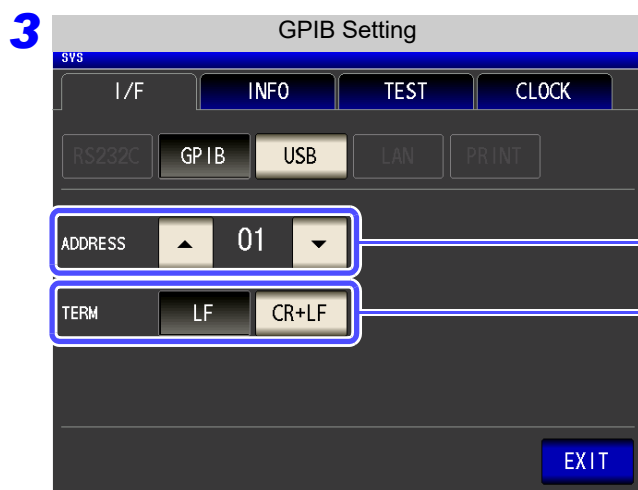 3 GPIB Setting
SYS
I/F INFO TEST CLOCK
RS232C GPIB USB LAN PRINT
ADDRESS ▲ 01 ▼
TERM LF CR+LF
EXIT